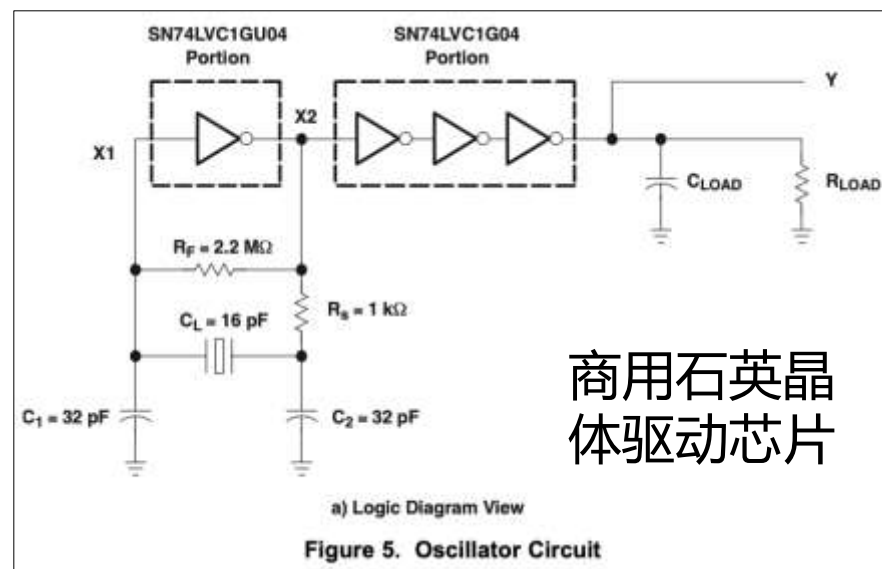 SN74LVC1GU04
Portion
SN74LVC1G04
Portion
Y
X2
X1
CLOAD
RLOAD
RF = 2.2 MΩ
Rs = 1 kΩ
CL = 16 pF
C1 = 32 pF
C2 = 32 pF
商用石英晶
体驱动芯片
a) Logic Diagram View
Figure 5. Oscillator Circuit